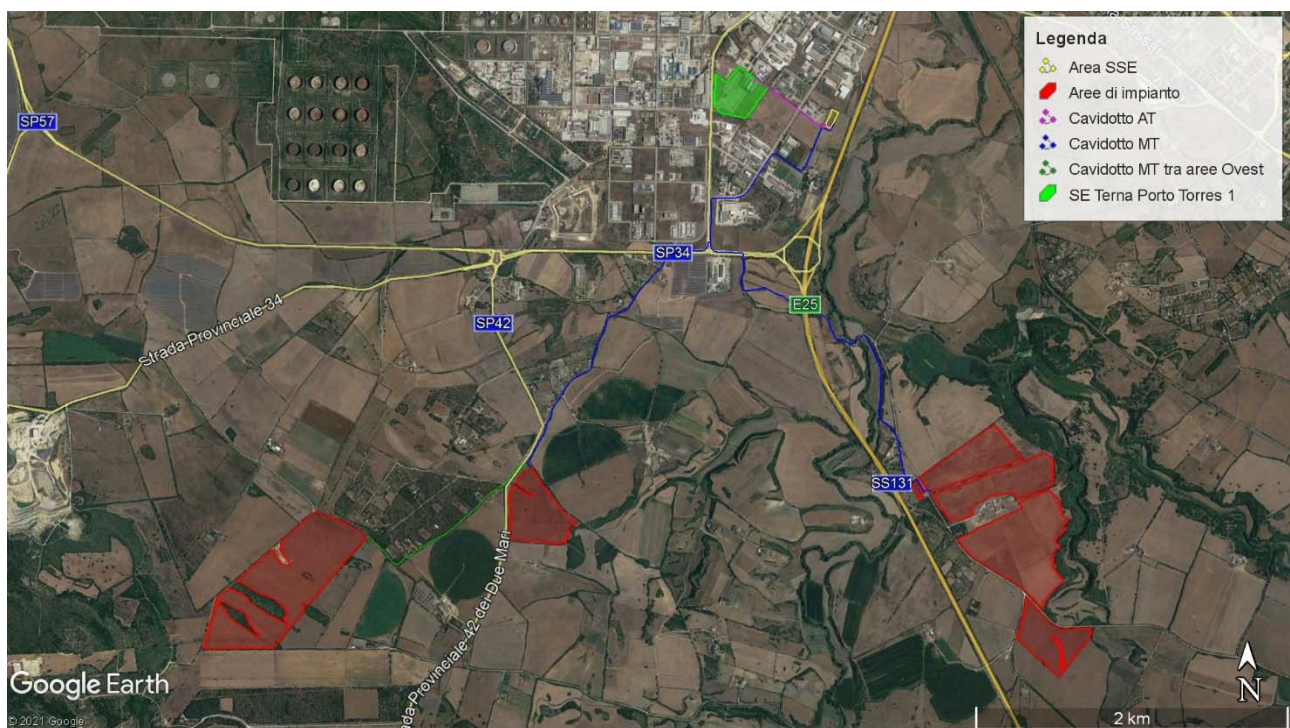 Legenda
Area SSE
Aree di impianto
Cavidotto AT
Cavidotto MT
Cavidotto MT tra aree Ovest
SE Terna Porto Torres 1
SP57
SP34
E25
Strada Provinciale 34
SP42
SS131
Strada Provinciale 42 dei Due Mari
Google Earth
© 2021 Google
N
2 km